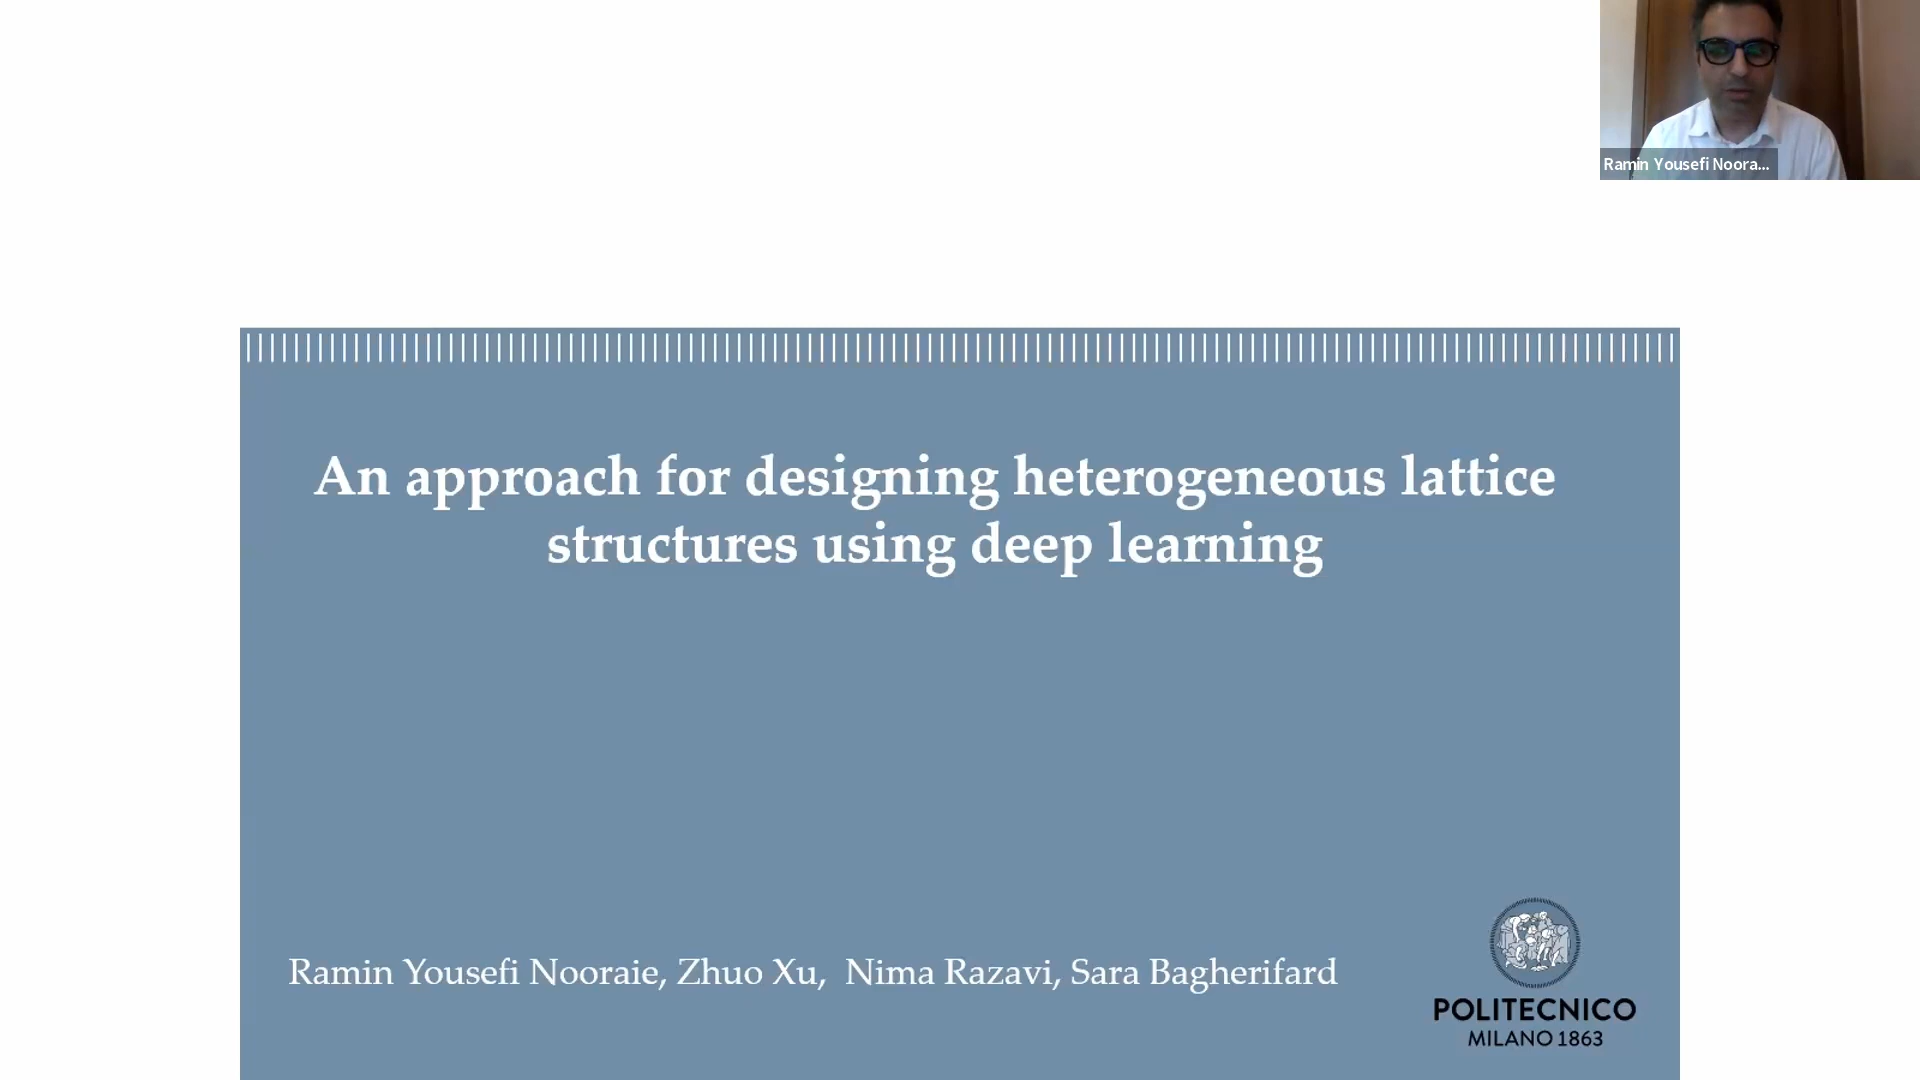 Ramin Yousefi Noora...
An approach for designing heterogeneous lattice
structures using deep learning
Ramin Yousefi Nooraie, Zhuo Xu,  Nima Razavi, Sara Bagherifard
POLITECNICO
MILANO 1863